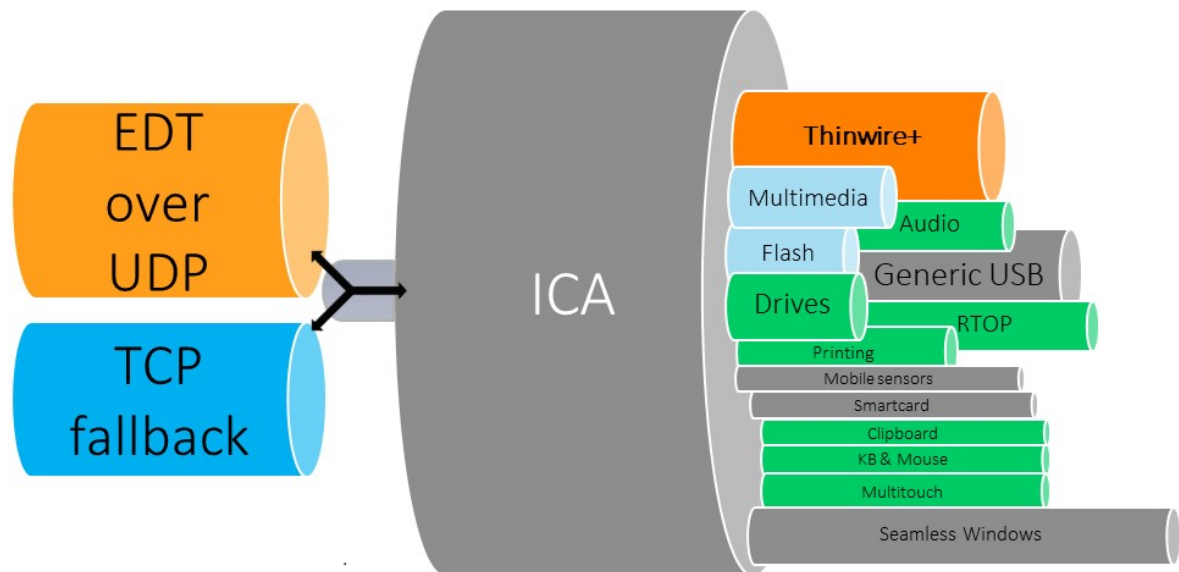 EDT
over
UDP
TCP
fallback
ICA
Thinwire+
Multimedia
Audio
Flash
Generic USB
Drives
RTOP
Printing
Mobile sensors
Smartcard
Clipboard
KB & Mouse
Multitouch
Seamless Windows